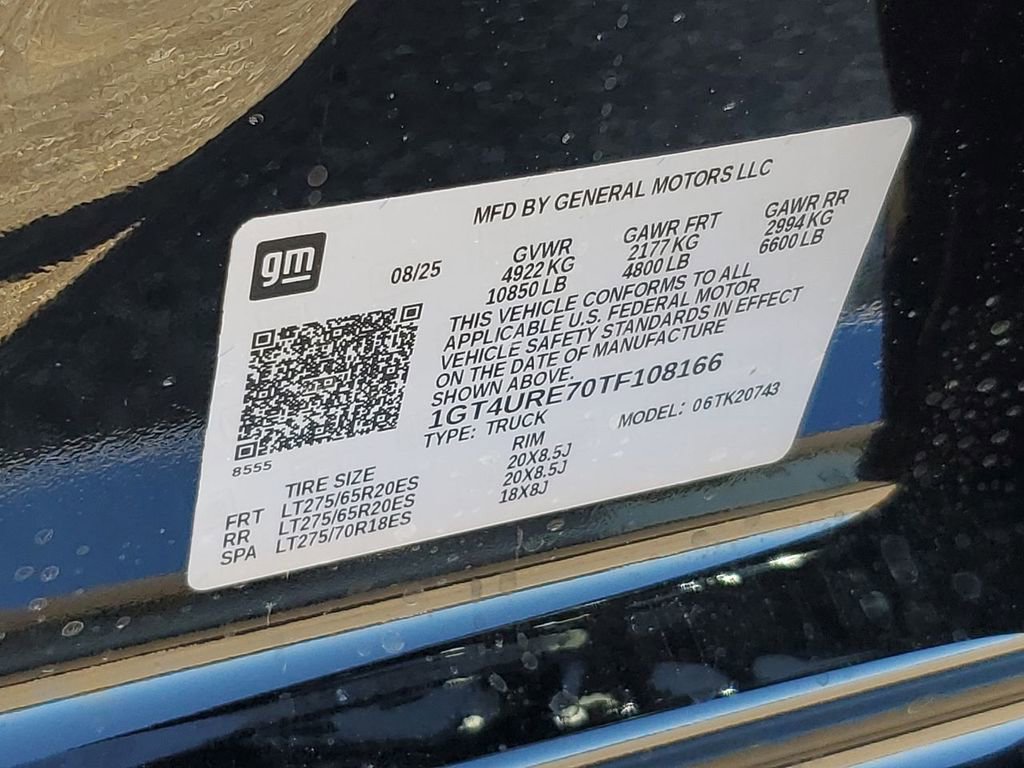 MFD BY GENERAL MOTORS LLC
gm
08/25
GVWR GAWR FRT GAWR RR
4922 KG 2177 KG 2994 KG
10850 LB 4800 LB 6600 LB
THIS VEHICLE CONFORMS TO ALL
APPLICABLE U.S. FEDERAL MOTOR
VEHICLE SAFETY STANDARDS IN EFFECT
ON THE DATE OF MANUFACTURE
SHOWN ABOVE.
1GT4URE70TF108166
TYPE: TRUCK MODEL: 06TK20743
8555
TIRE SIZE RIM
FRT LT275/65R20ES 20X8.5J
RR LT275/65R20ES 20X8.5J
SPA LT275/70R18ES 18X8J